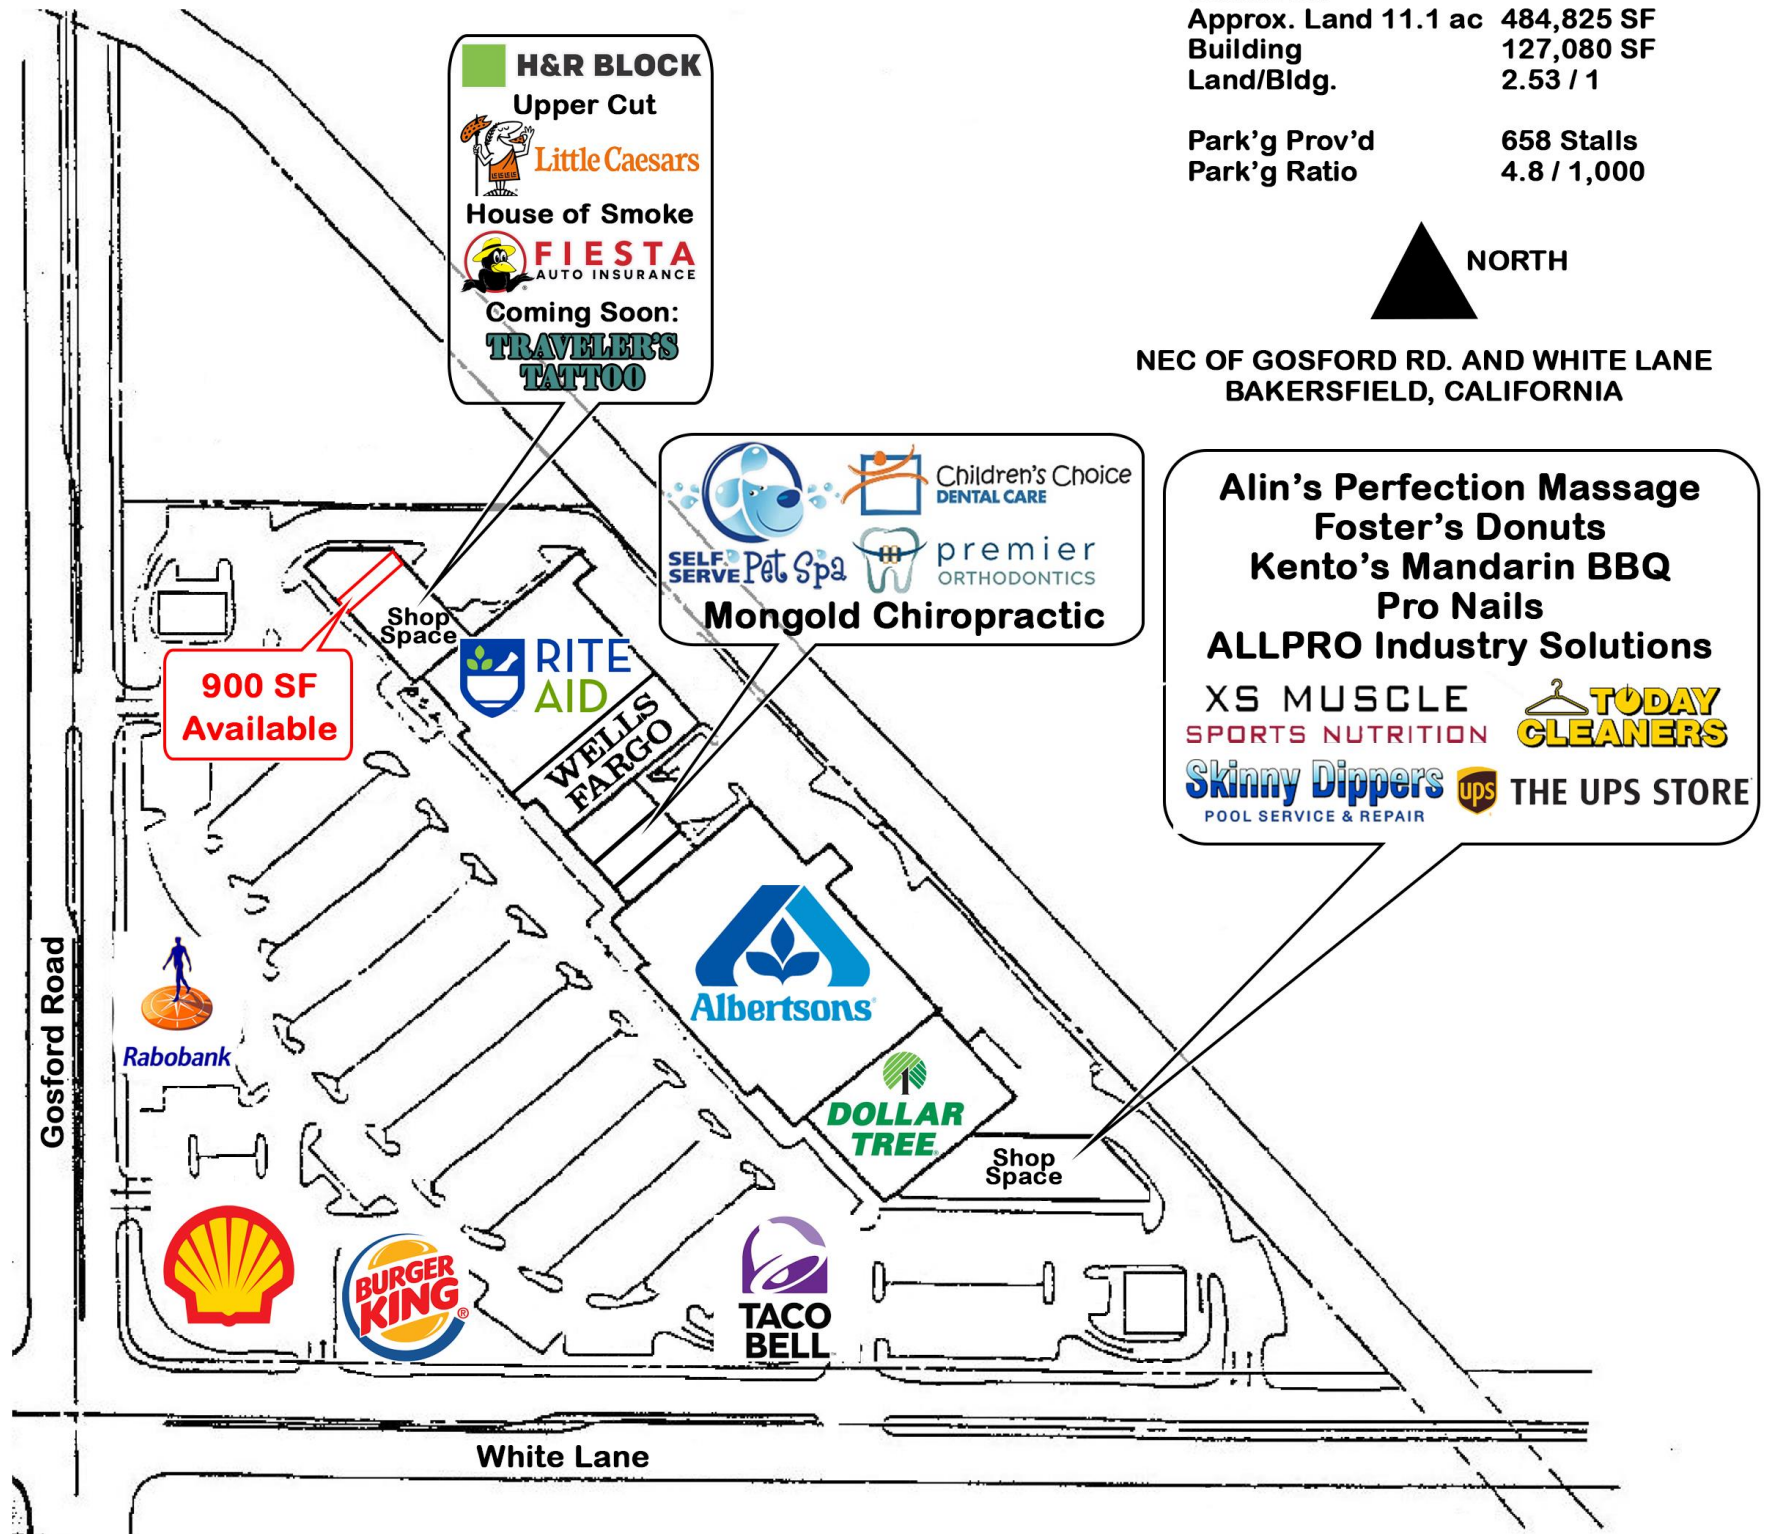 Approx. Land 11.1 ac 484,825 SF
Building 127,080 SF
Land/Bldg. 2.53 / 1
Park'g Prov'd 658 Stalls
Park'g Ratio 4.8 / 1,000
NORTH
NEC OF GOSFORD RD. AND WHITE LANE
BAKERSFIELD, CALIFORNIA
H&R BLOCK
Upper Cut
Little Caesars
House of Smoke
FIESTA
AUTO INSURANCE
Coming Soon:
TRAVELER'S
TATTOO
SELF
SERVE Pet Spa
Children's Choice
DENTAL CARE
premier
ORTHODONTICS
Mongold Chiropractic
Alin's Perfection Massage
Foster's Donuts
Kento's Mandarin BBQ
Pro Nails
ALLPRO Industry Solutions
XS MUSCLE
SPORTS NUTRITION
TODAY
CLEANERS
Skinny Dippers
POOL SERVICE & REPAIR
ups THE UPS STORE
Shop
Space
900 SF
Available
RITE
AID
WELLS
FARGO
A
Albertsons
DOLLAR
TREE
Shop
Space
Rabobank
Gosford Road
BURGER
KING®
TACO
BELL
White Lane